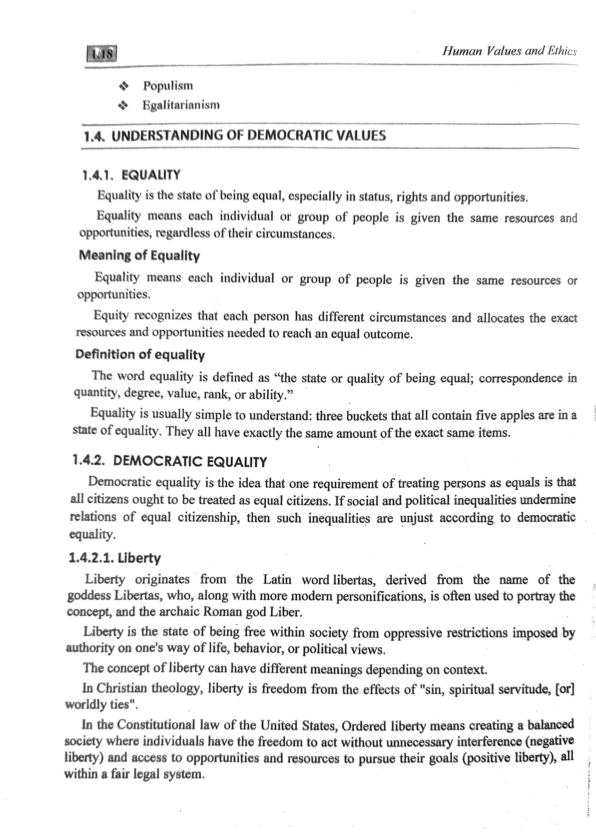 1.18
Human Values and Ethics
❖ Populism
❖ Egalitarianism
1.4. UNDERSTANDING OF DEMOCRATIC VALUES
1.4.1. EQUALITY
Equality is the state of being equal, especially in status, rights and opportunities.
Equality means each individual or group of people is given the same resources and
opportunities, regardless of their circumstances.
Meaning of Equality
Equality means each individual or group of people is given the same resources or
opportunities.
Equity recognizes that each person has different circumstances and allocates the exact
resources and opportunities needed to reach an equal outcome.
Definition of equality
The word equality is defined as “the state or quality of being equal; correspondence in
quantity, degree, value, rank, or ability.”
Equality is usually simple to understand: three buckets that all contain five apples are in a
state of equality. They all have exactly the same amount of the exact same items.
1.4.2. DEMOCRATIC EQUALITY
Democratic equality is the idea that one requirement of treating persons as equals is that
all citizens ought to be treated as equal citizens. If social and political inequalities undermine
relations of equal citizenship, then such inequalities are unjust according to democratic
equality.
1.4.2.1. Liberty
Liberty originates from the Latin word libertas, derived from the name of the
goddess Libertas, who, along with more modern personifications, is often used to portray the
concept, and the archaic Roman god Liber.
Liberty is the state of being free within society from oppressive restrictions imposed by
authority on one's way of life, behavior, or political views.
The concept of liberty can have different meanings depending on context.
In Christian theology, liberty is freedom from the effects of "sin, spiritual servitude, [or]
worldly ties".
In the Constitutional law of the United States, Ordered liberty means creating a balanced
society where individuals have the freedom to act without unnecessary interference (negative
liberty) and access to opportunities and resources to pursue their goals (positive liberty), all
within a fair legal system.